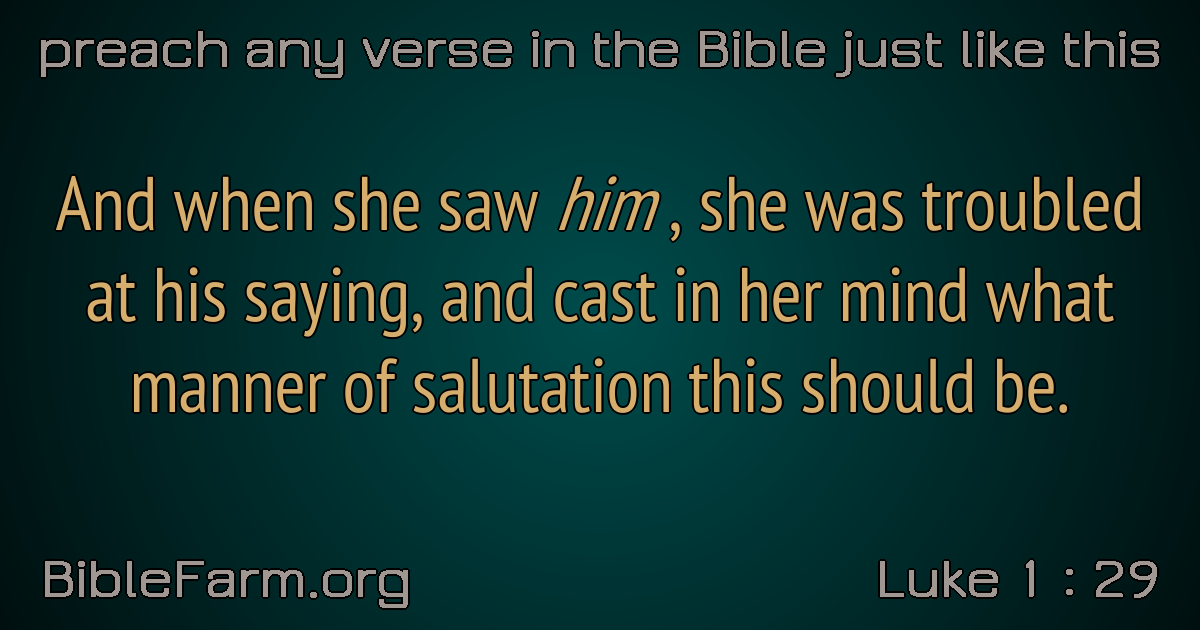 preach any verse in the Bible just like this
And when she saw him , she was troubled
at his saying, and cast in her mind what
manner of salutation this should be.
BibleFarm.org
Luke 1 : 29